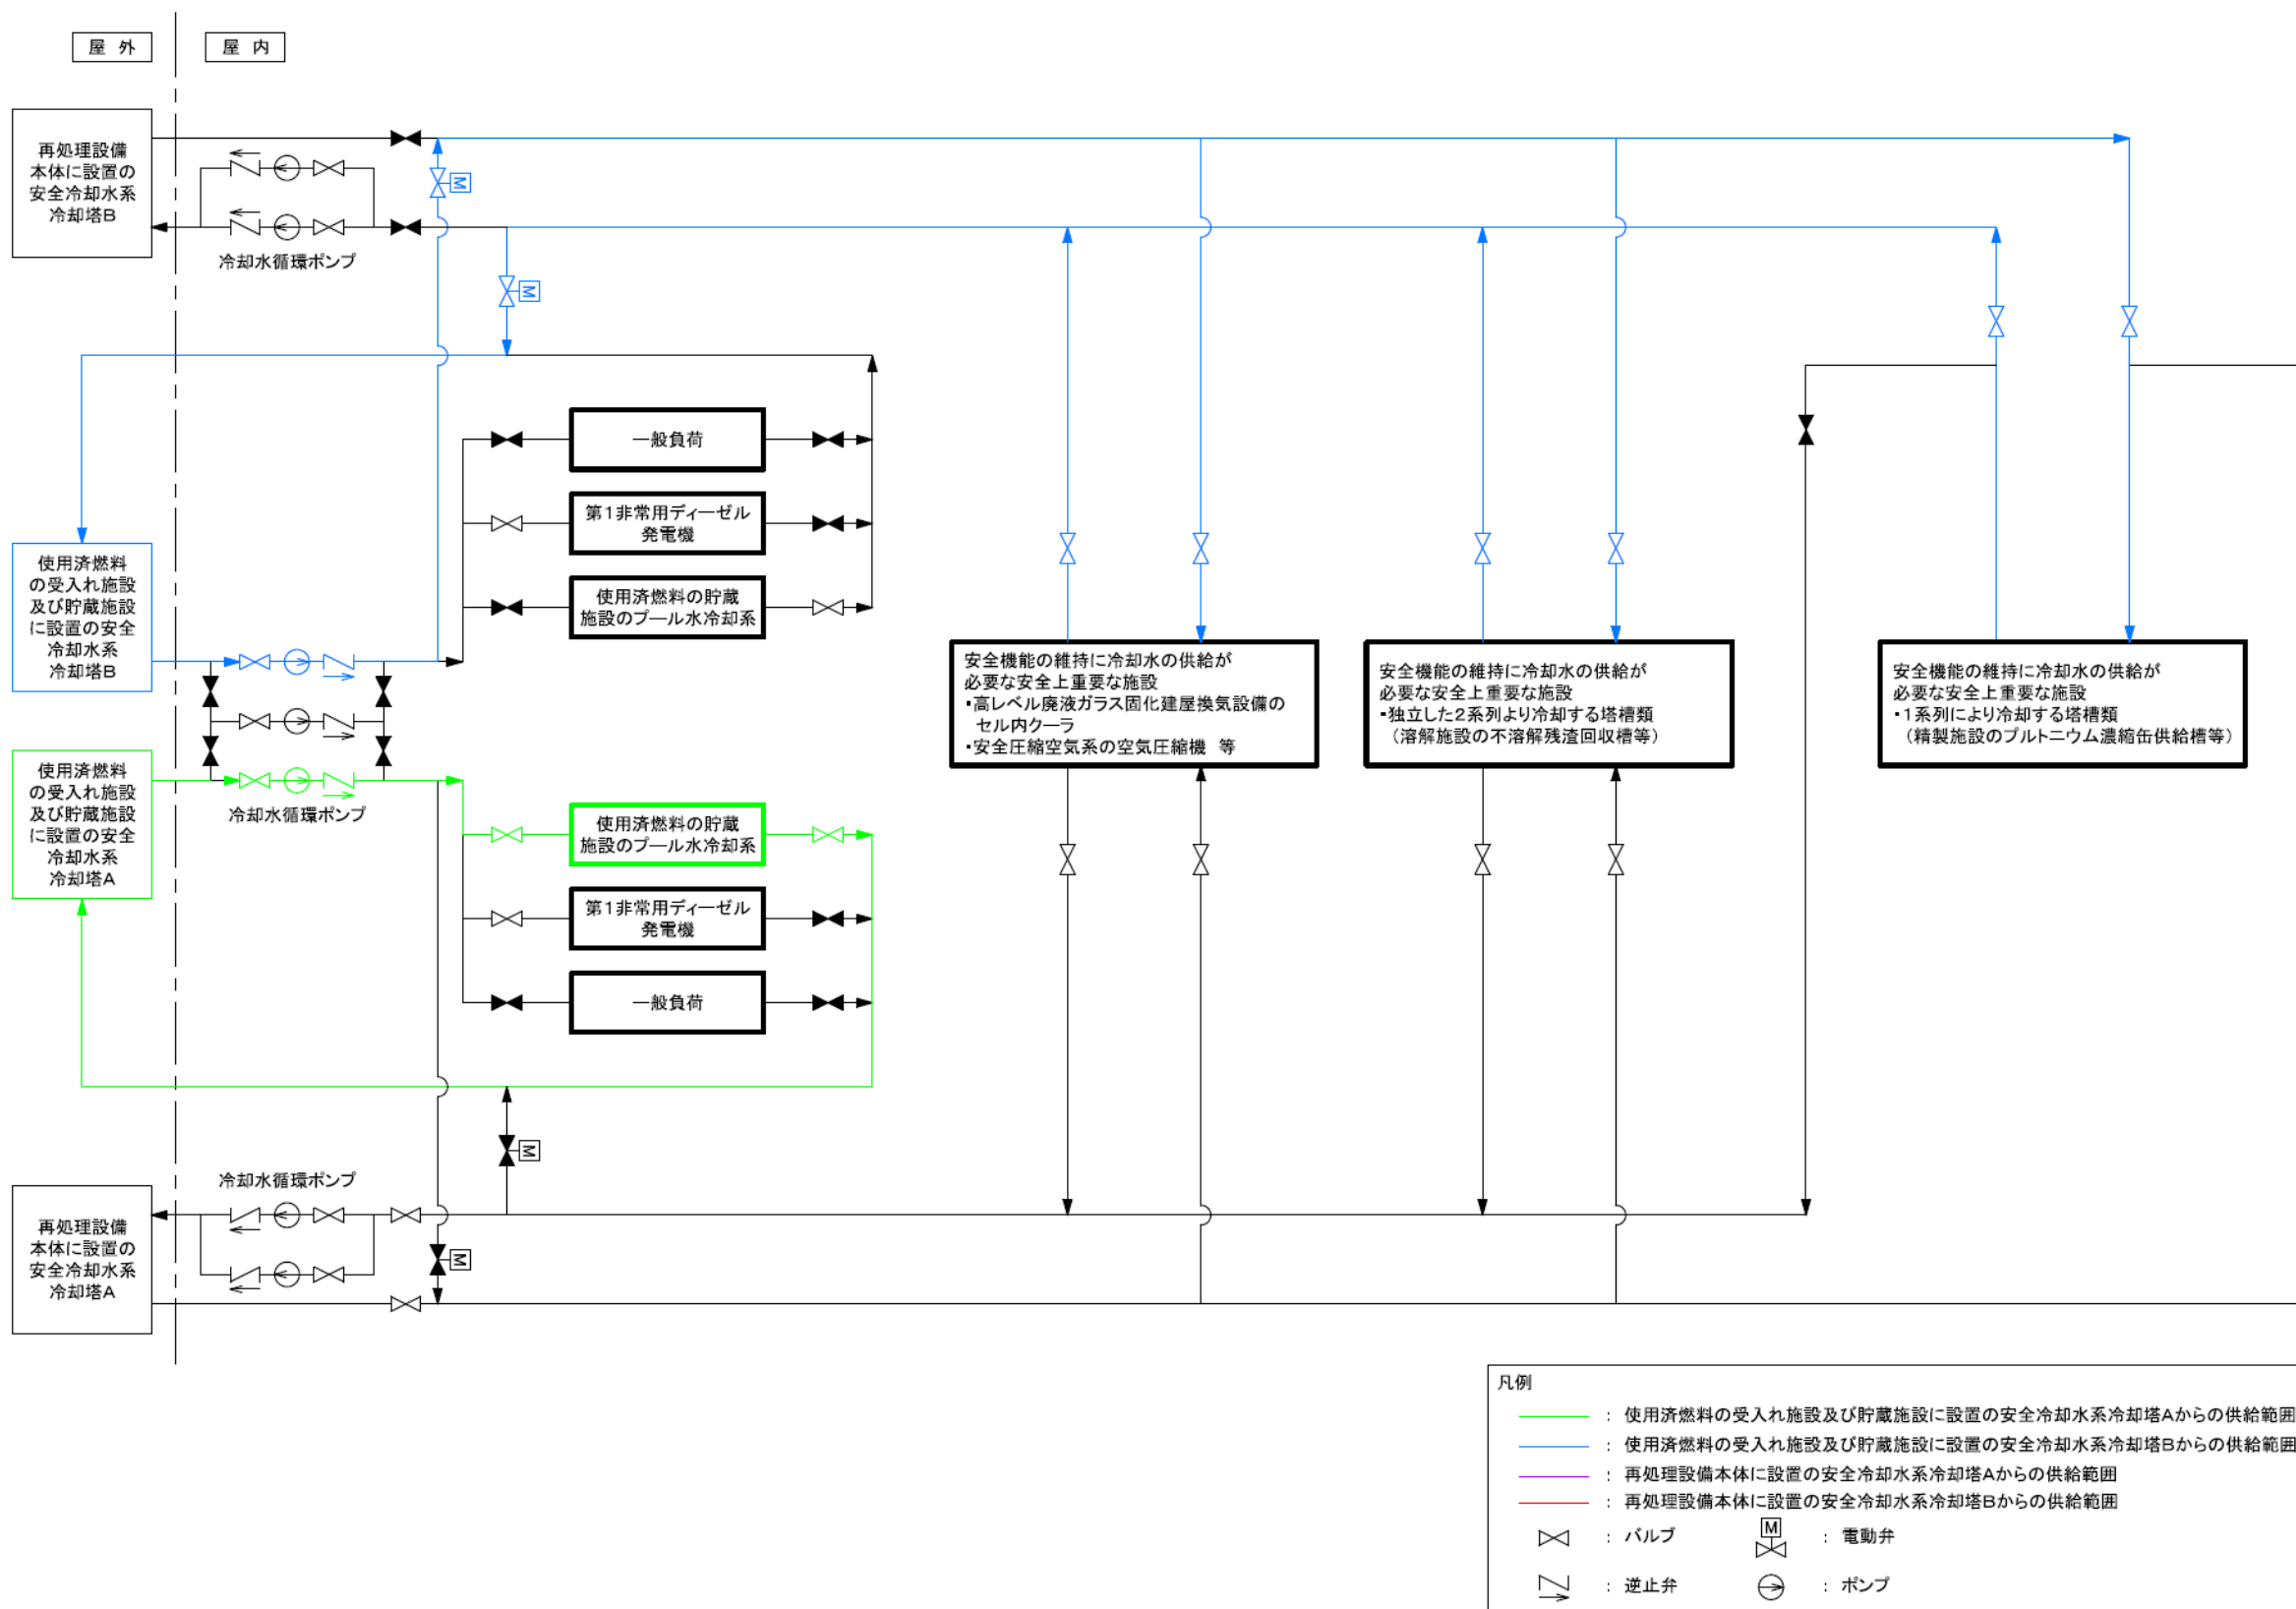 屋 外
屋 内
再処理設備
本体に設置の
安全冷却水系
冷却塔B
M
冷却水循環ポンプ
M
一般負荷
第1非常用ディーゼル
発電機
使用済燃料の貯蔵
施設のプール水冷却系
使用済燃料
の受入れ施設
及び貯蔵施設
に設置の安全
冷却水系
冷却塔B
安全機能の維持に冷却水の供給が
必要な安全上重要な施設
・高レベル廃液ガラス固化建屋換気設備の
セル内クーラ
・安全圧縮空気系の空気圧縮機 等
安全機能の維持に冷却水の供給が
必要な安全上重要な施設
・独立した2系列より冷却する塔槽類
(溶解施設の不溶解残渣回収槽等)
安全機能の維持に冷却水の供給が
必要な安全上重要な施設
・1系列により冷却する塔槽類
(精製施設のプルトニウム濃縮缶供給槽等)
使用済燃料
の受入れ施設
及び貯蔵施設
に設置の安全
冷却水系
冷却塔A
冷却水循環ポンプ
使用済燃料の貯蔵
施設のプール水冷却系
第1非常用ディーゼル
発電機
一般負荷
M
冷却水循環ポンプ
再処理設備
本体に設置の
安全冷却水系
冷却塔A
M
凡例
: 使用済燃料の受入れ施設及び貯蔵施設に設置の安全冷却水系冷却塔Aからの供給範囲
: 使用済燃料の受入れ施設及び貯蔵施設に設置の安全冷却水系冷却塔Bからの供給範囲
: 再処理設備本体に設置の安全冷却水系冷却塔Aからの供給範囲
: 再処理設備本体に設置の安全冷却水系冷却塔Bからの供給範囲
: バルブ
M : 電動弁
: 逆止弁
: ポンプ